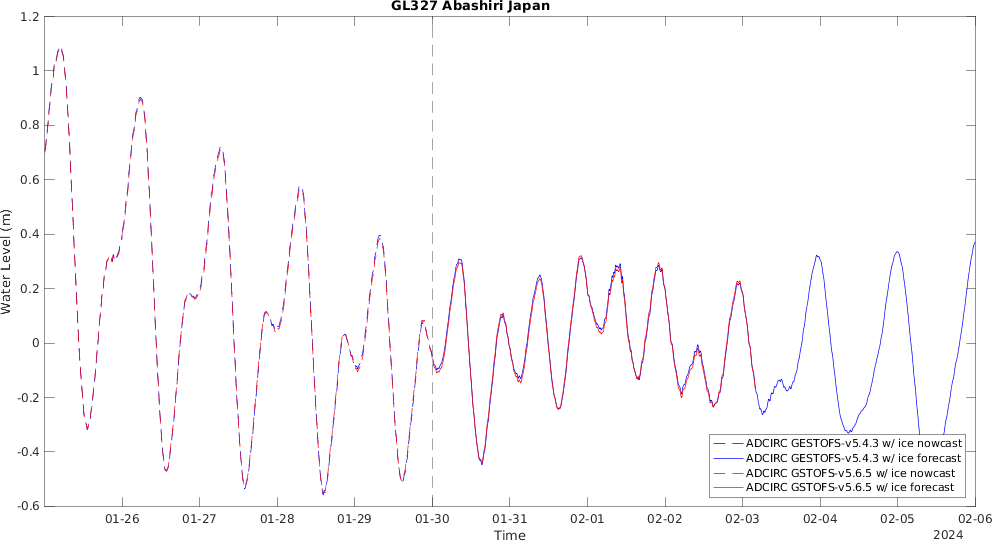 GL327 Abashiri Japan
1.2
1
0.8
0.6
0.4
0.2
0
-0.2
-0.4
-0.6
Water Level (m)
ADCIRC GESTOFS-v5.4.3 w/ ice nowcast
ADCIRC GESTOFS-v5.4.3 w/ ice forecast
ADCIRC GSTOFS-v5.6.5 w/ ice nowcast
ADCIRC GSTOFS-v5.6.5 w/ ice forecast
01-26 01-27 01-28 01-29 01-30 01-31 02-01 02-02 02-03 02-04 02-05 02-06
Time
2024